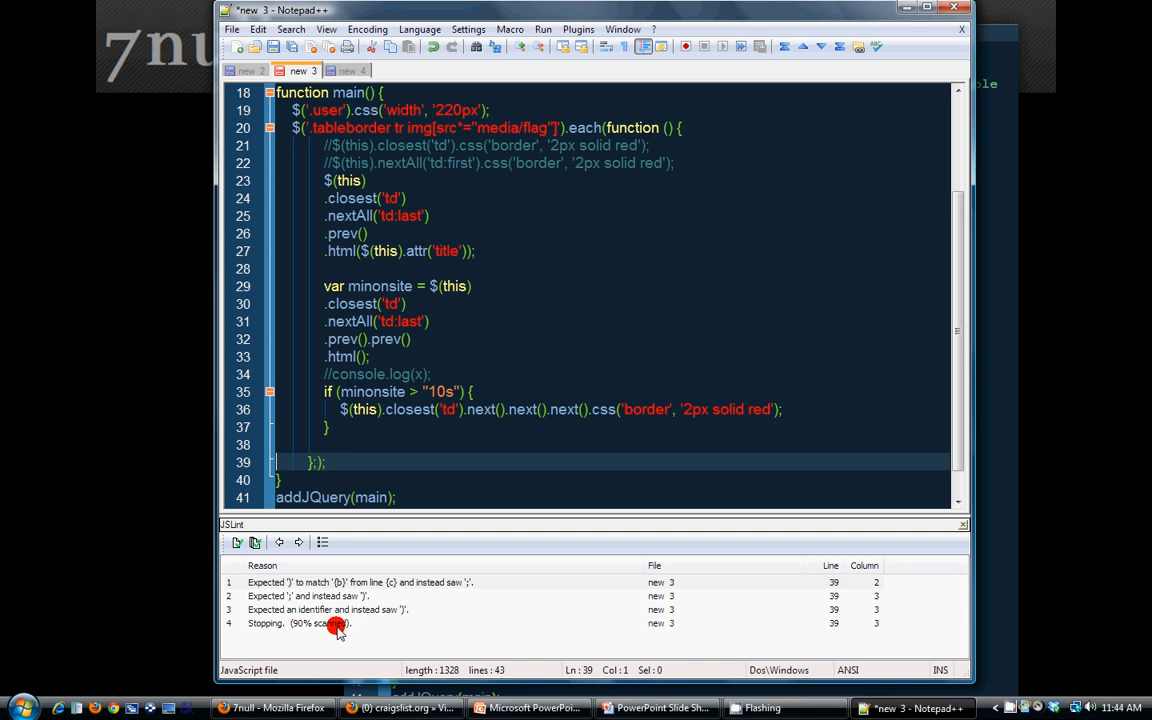 7nu
*new 3 - Notepad++
File Edit Search View Encoding Language Settings Macro Run Plugins Window ? X
new 2 new 3 new 4
ple
18 function main() {
19 $('.user').css('width', '220px');
20 $('.tableborder tr img[src*="media/flag"]').each(function () {
21 //$(this).closest('td').css('border', '2px solid red');
22 //$(this).nextAll('td:first').css('border', '2px solid red');
23 $(this)
24 .closest('td')
25 .nextAll('td:last')
26 .prev()
27 .html($(this).attr('title'));
28
29 var minonsite = $(this)
30 .closest('td')
31 .nextAll('td:last')
32 .prev().prev()
33 .html();
34 //console.log(x);
35 if (minonsite > "10s") {
36 $(this).closest('td').next().next().next().css('border', '2px solid red');
37 }
38
39 };);
40 }
41 addJQuery(main);
JSLint
Reason File Line Column
1 Expected ')' to match '{b}' from line {c} and instead saw ';'. new 3 39 2
2 Expected ';' and instead saw ')'. new 3 39 3
3 Expected an identifier and instead saw ')'. new 3 39 3
4 Stopping. (90% scanned). new 3 39 3
JavaScript file length : 1328 lines : 43 Ln : 39 Col : 1 Sel : 0 Dos\Windows ANSI INS
addJQuery(main);
7null - Mozilla Firefox (0) craigslist.org » Vi... Microsoft PowerPoi... PowerPoint Slide Sh... Flashing *new 3 - Notepad++ 11:44 AM